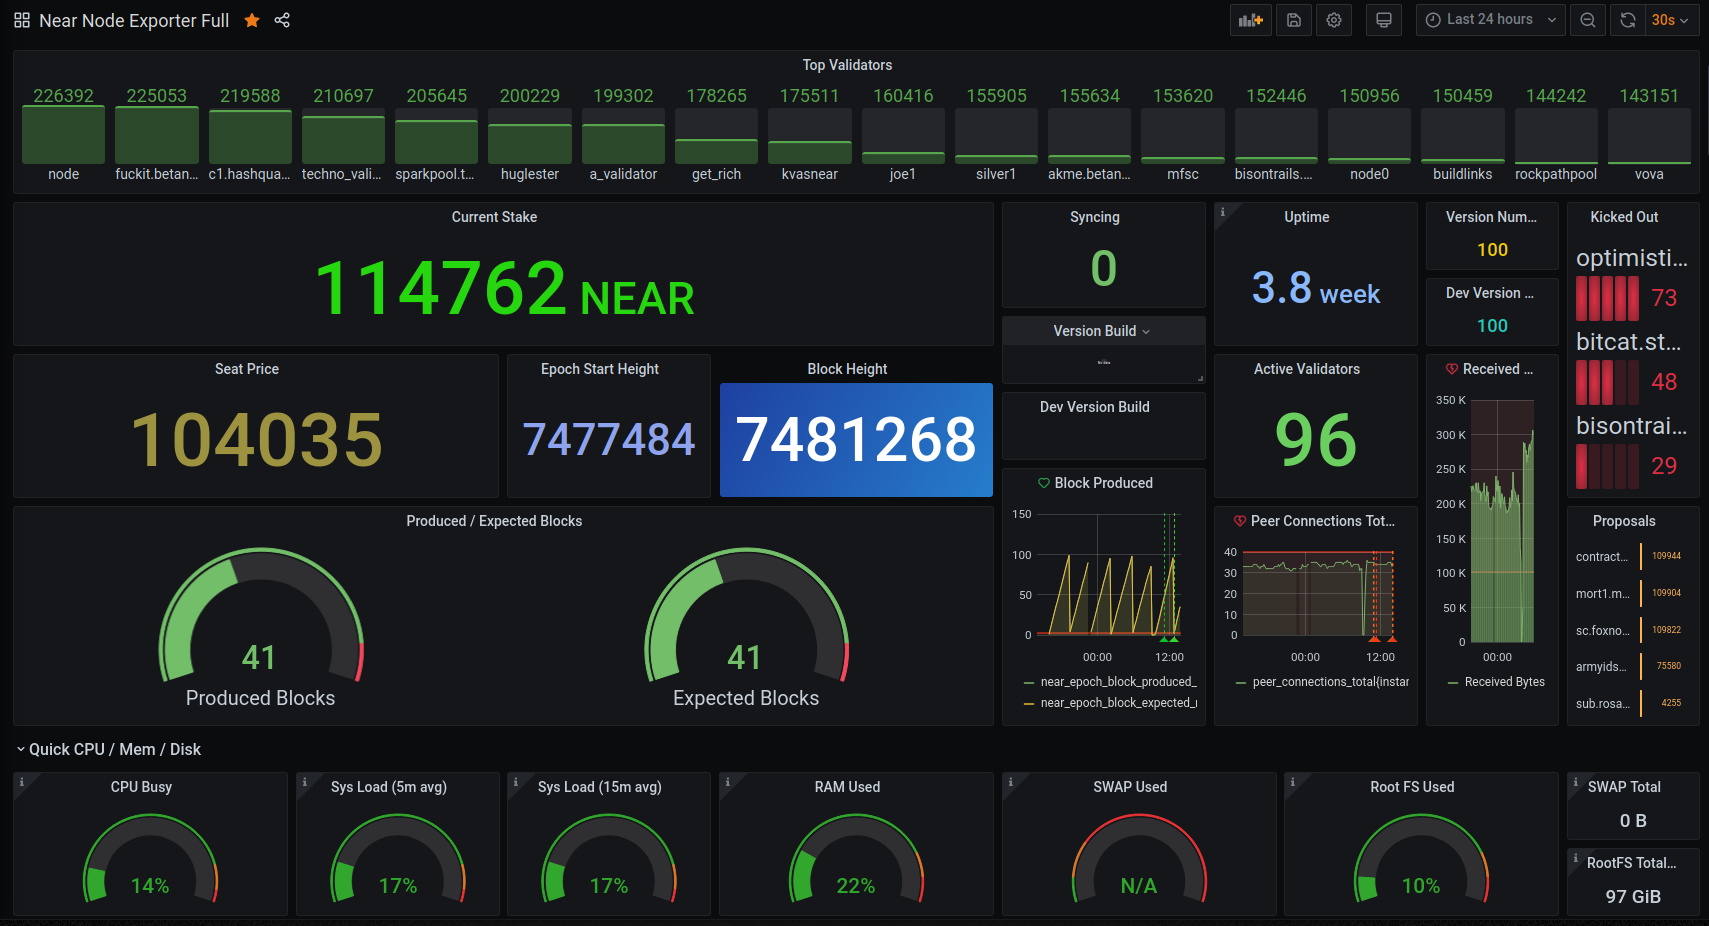 Near Node Exporter Full
Last 24 hours
30s
Top Validators
226392 225053 219588 210697 205645 200229 199302 178265 175511 160416 155905 155634 153620 152446 150956 150459 144242 143151
node fuckit.betan... c1.hashqua... techno_vali... sparkpool.t... huglester a_validator get_rich kvasnear joe1 silver1 akme.betan... mfsc bisontrails.... node0 buildlinks rockpathpool vova
Current Stake
114762 NEAR
Syncing
0
Uptime
3.8 week
Version Num...
100
Dev Version ...
100
Kicked Out
optimisti...
73
bitcat.st...
48
bisontrai...
29
Version Build
Dev Version Build
Seat Price
104035
Epoch Start Height
7477484
Block Height
7481268
Active Validators
96
Received ...
350 K
300 K
250 K
200 K
150 K
100 K
50 K
0
00:00
Received Bytes
Produced / Expected Blocks
41
Produced Blocks
41
Expected Blocks
Block Produced
150
100
50
0
00:00 12:00
near_epoch_block_produced_
near_epoch_block_expected_
Peer Connections Tot...
40
30
20
10
0
00:00 12:00
peer_connections_total{instar
Proposals
contract... 109944
mort1.m... 109904
sc.foxno... 109822
armyids... 75580
sub.rosa... 4255
Quick CPU / Mem / Disk
CPU Busy
14%
Sys Load (5m avg)
17%
Sys Load (15m avg)
17%
RAM Used
22%
SWAP Used
N/A
Root FS Used
10%
SWAP Total
0 B
RootFS Total...
97 GiB